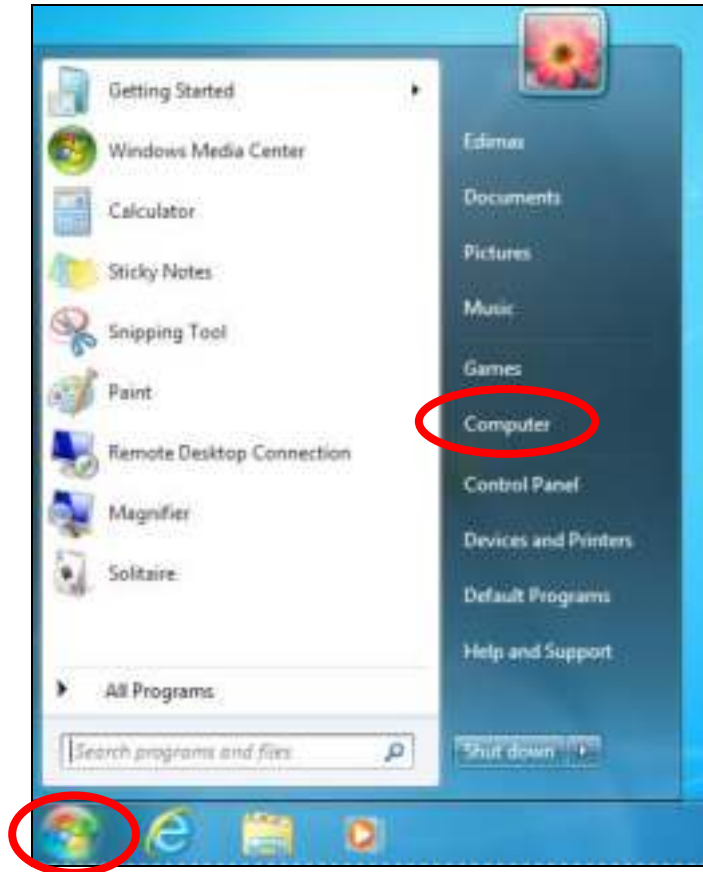 Getting Started
Windows Media Center
Calculator
Sticky Notes
Snipping Tool
Paint
Remote Desktop Connection
Magnifier
Solitaire
All Programs
Search programs and files
Edimax
Documents
Pictures
Music
Games
Computer
Control Panel
Devices and Printers
Default Programs
Help and Support
Shut down